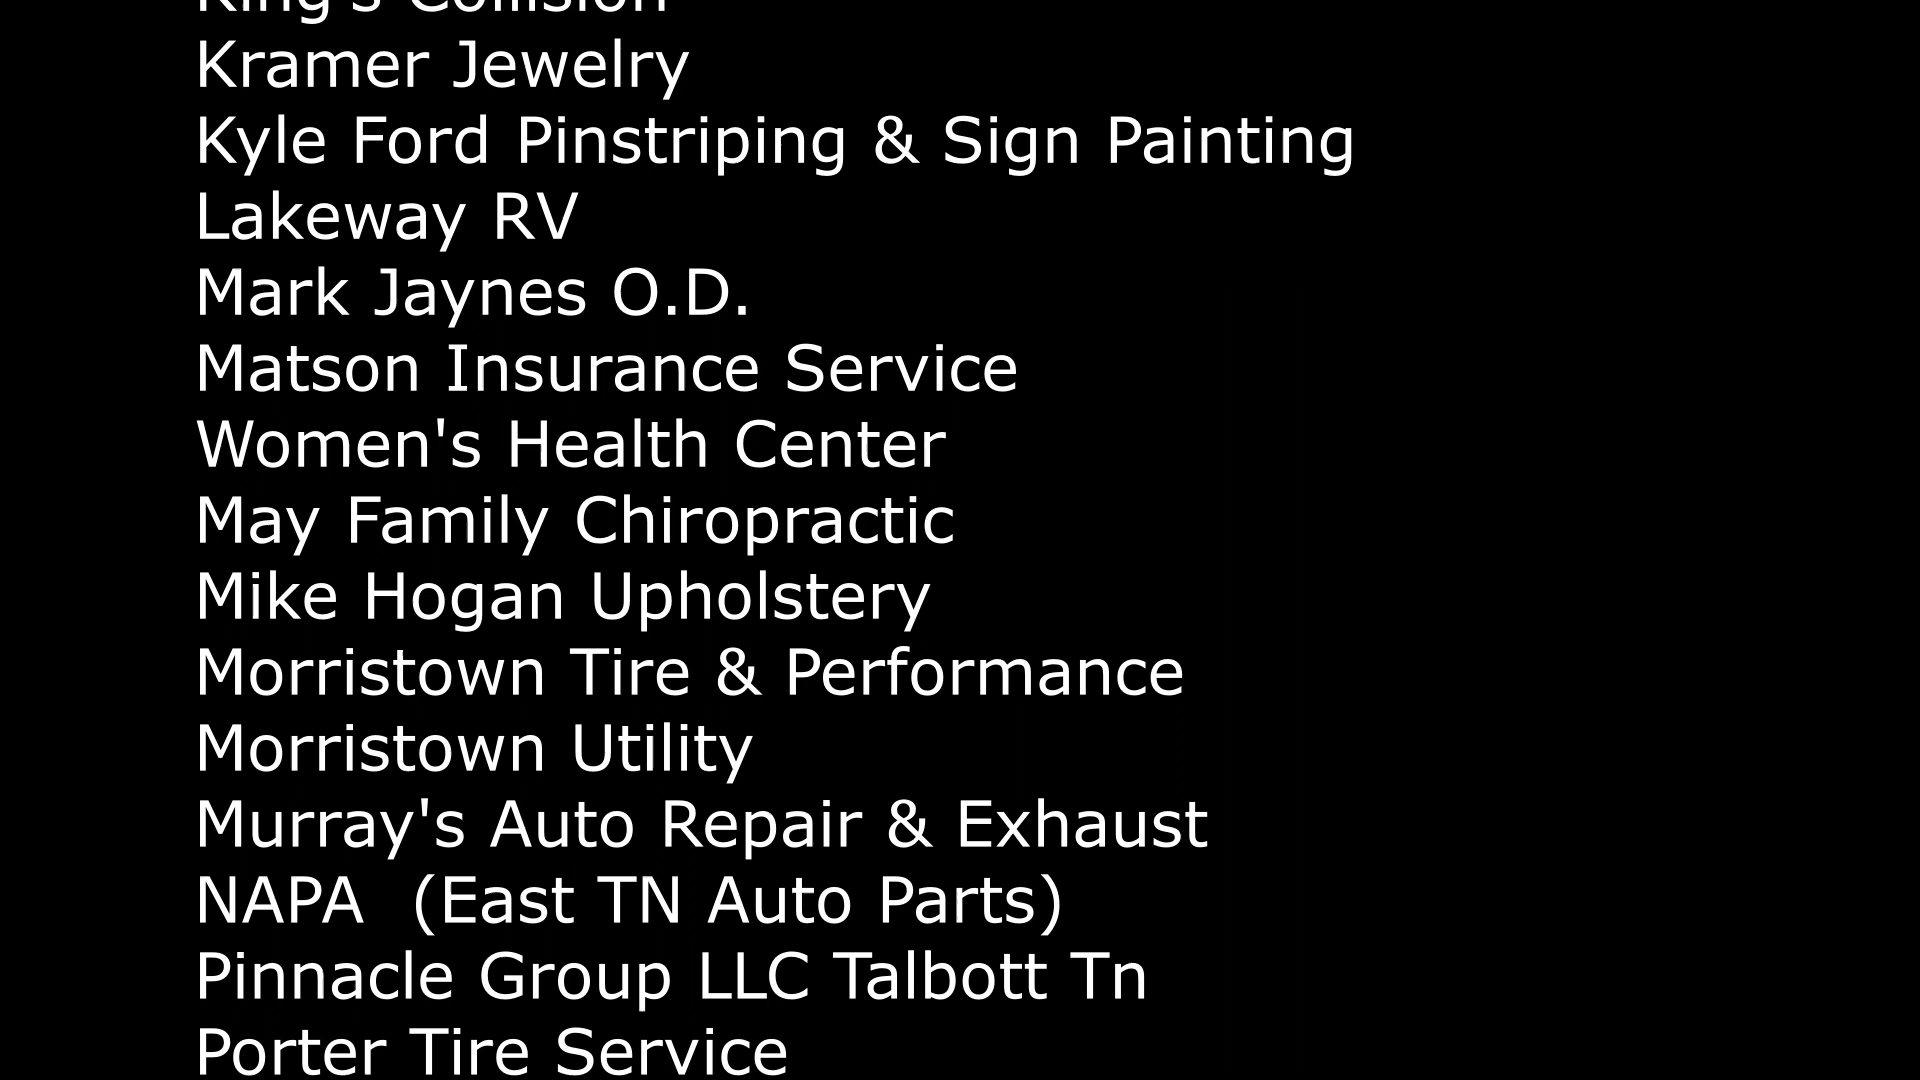 King's Collision
Kramer Jewelry
Kyle Ford Pinstriping & Sign Painting
Lakeway RV
Mark Jaynes O.D.
Matson Insurance Service
Women's Health Center
May Family Chiropractic
Mike Hogan Upholstery
Morristown Tire & Performance
Morristown Utility
Murray's Auto Repair & Exhaust
NAPA  (East TN Auto Parts)
Pinnacle Group LLC Talbott Tn
Porter Tire Service